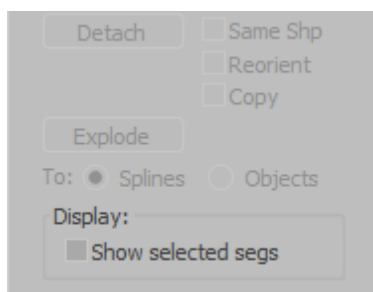 Detach Same Shp
Reorient
Copy
Explode
To: Splines Objects
Display:
Show selected segs